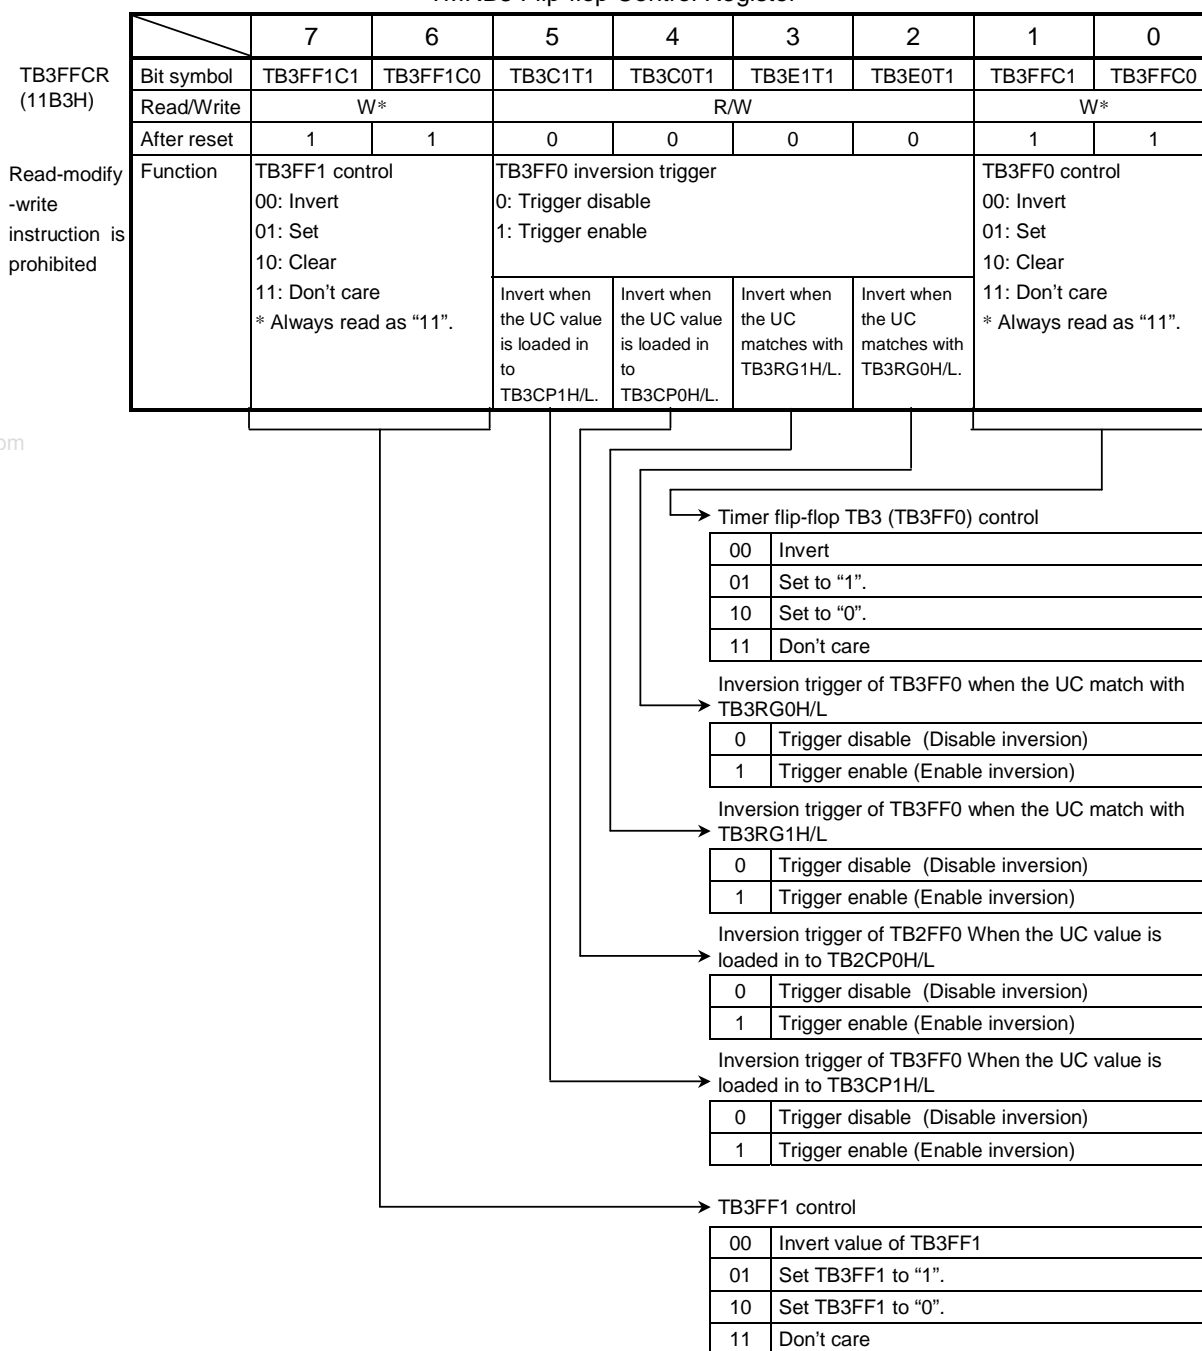 7 6 5 4 3 2 1 0
TB3FFCR
(11B3H)
Bit symbol TB3FF1C1 TB3FF1C0 TB3C1T1 TB3C0T1 TB3E1T1 TB3E0T1 TB3FFC1 TB3FFC0
Read/Write W* R/W W*
After reset 1 1 0 0 0 0 1 1
Read-modify
-write
instruction is
prohibited
Function
TB3FF1 control
00: Invert
01: Set
10: Clear
11: Don't care
* Always read as “11”.
TB3FF0 inversion trigger
0: Trigger disable
1: Trigger enable
Invert when
the UC value
is loaded in
to
TB3CP1H/L.
Invert when
the UC value
is loaded in
to
TB3CP0H/L.
Invert when
the UC
matches with
TB3RG1H/L.
Invert when
the UC
matches with
TB3RG0H/L.
TB3FF0 control
00: Invert
01: Set
10: Clear
11: Don't care
* Always read as “11”.
Timer flip-flop TB3 (TB3FF0) control
00 Invert
01 Set to “1”.
10 Set to “0”.
11 Don't care
Inversion trigger of TB3FF0 when the UC match with
TB3RG0H/L
0 Trigger disable (Disable inversion)
1 Trigger enable (Enable inversion)
Inversion trigger of TB3FF0 when the UC match with
TB3RG1H/L
0 Trigger disable (Disable inversion)
1 Trigger enable (Enable inversion)
Inversion trigger of TB2FF0 When the UC value is
loaded in to TB2CP0H/L
0 Trigger disable (Disable inversion)
1 Trigger enable (Enable inversion)
Inversion trigger of TB3FF0 When the UC value is
loaded in to TB3CP1H/L
0 Trigger disable (Disable inversion)
1 Trigger enable (Enable inversion)
TB3FF1 control
00 Invert value of TB3FF1
01 Set TB3FF1 to “1”.
10 Set TB3FF1 to “0”.
11 Don't care